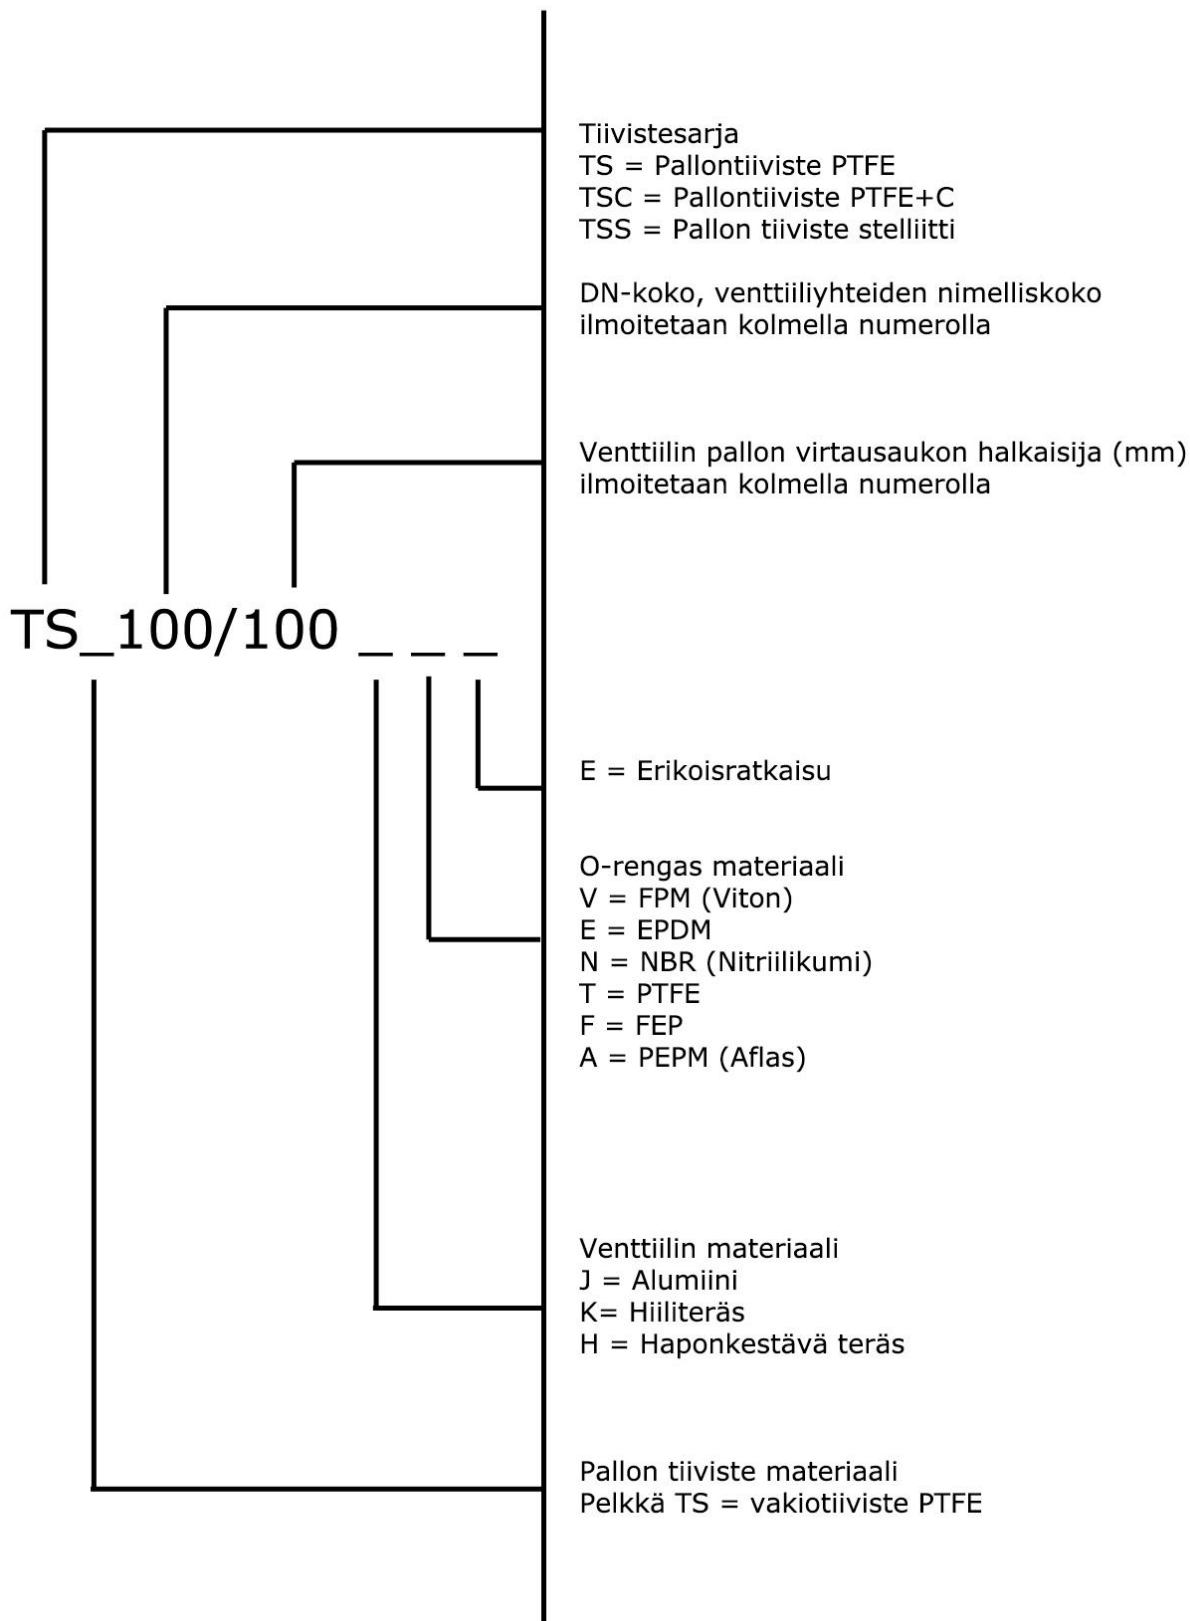 Tiivistesarja
TS = Pallontiiviste PTFE
TSC = Pallontiiviste PTFE+C
TSS = Pallon tiiviste stelliitti
DN-koko, venttiiliyhteiden nimelliskoko
ilmoitetaan kolmella numerolla
Venttiilin pallon virtausaukon halkaisija (mm)
ilmoitetaan kolmella numerolla
TS_100/100 _ _ _
E = Erikoisratkaisu
O-rengas materiaali
V = FPM (Viton)
E = EPDM
N = NBR (Nitriilikumi)
T = PTFE
F = FEP
A = PEPM (Aflas)
Venttiilin materiaali
J = Alumiini
K= Hiiliteräs
H = Haponkestävä teräs
Pallon tiiviste materiaali
Pelkkä TS = vakiotiiviste PTFE